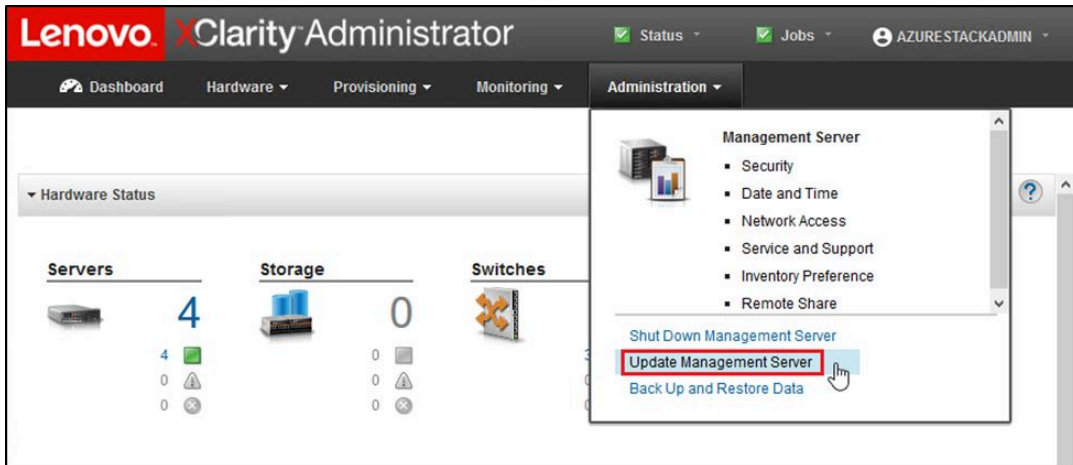 Lenovo. XClarity Administrator Status Jobs AZURESTACKADMIN
Dashboard Hardware Provisioning Monitoring Administration
Management Server
Security
Date and Time
Network Access
Service and Support
Inventory Preference
Remote Share
Shut Down Management Server
Update Management Server
Back Up and Restore Data
Hardware Status ?
Servers Storage Switches
4 0
4 0
0 0
0 0